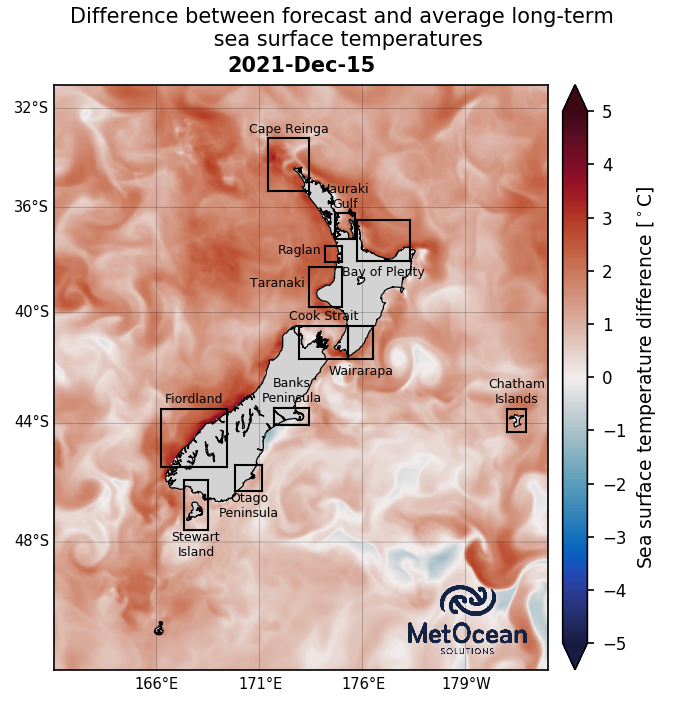 Difference between forecast and average long-term
sea surface temperatures
2021-Dec-15
32°S
36°S
40°S
44°S
48°S
166°E
171°E
176°E
179°W
Cape Reinga
Hauraki
Gulf
Raglan
Bay of Plenty
Taranaki
Cook Strait
Wairarapa
Banks
Peninsula
Fiordland
Chatham
Islands
Otago
Peninsula
Stewart
Island
MetOcean
SOLUTIONS
5
4
3
2
1
0
−1
−2
−3
−4
−5
Sea surface temperature difference [°C]